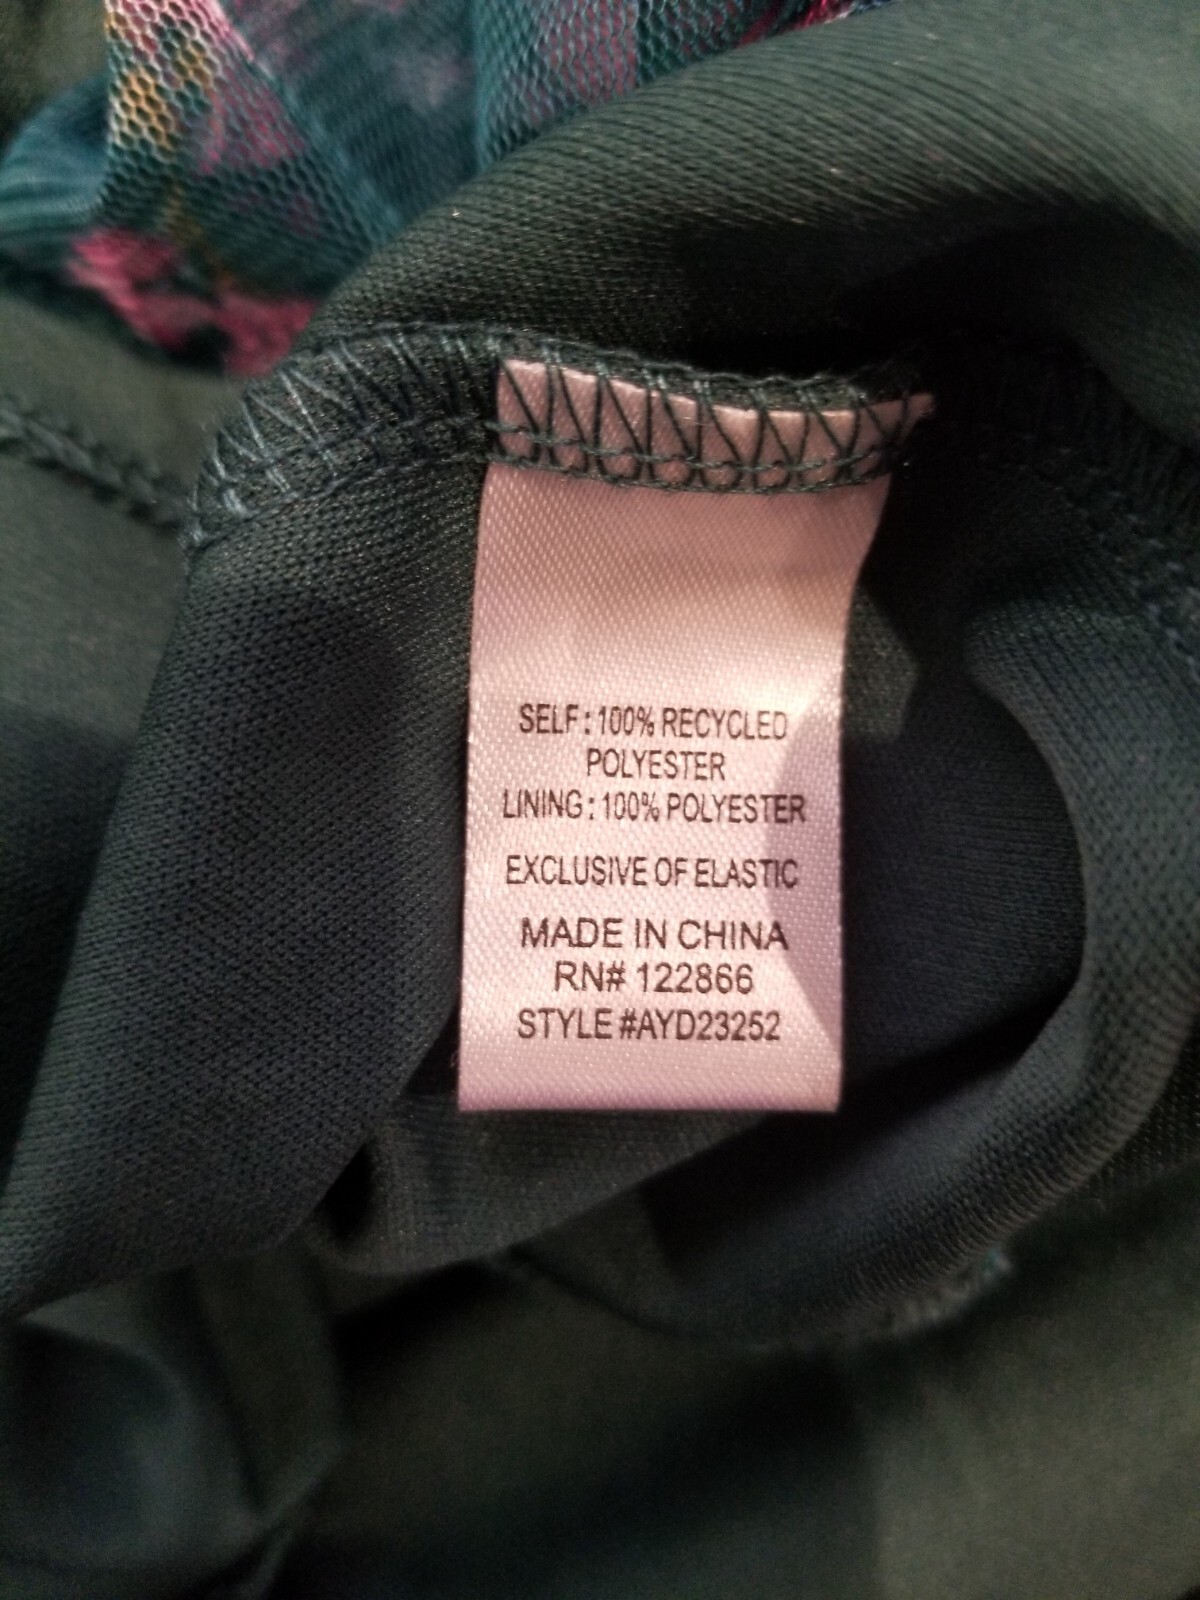 SELF: 100% RECYCLED
POLYESTER
LINING: 100% POLYESTER
EXCLUSIVE OF ELASTIC
MADE IN CHINA
RN# 122866
STYLE #AYD23252